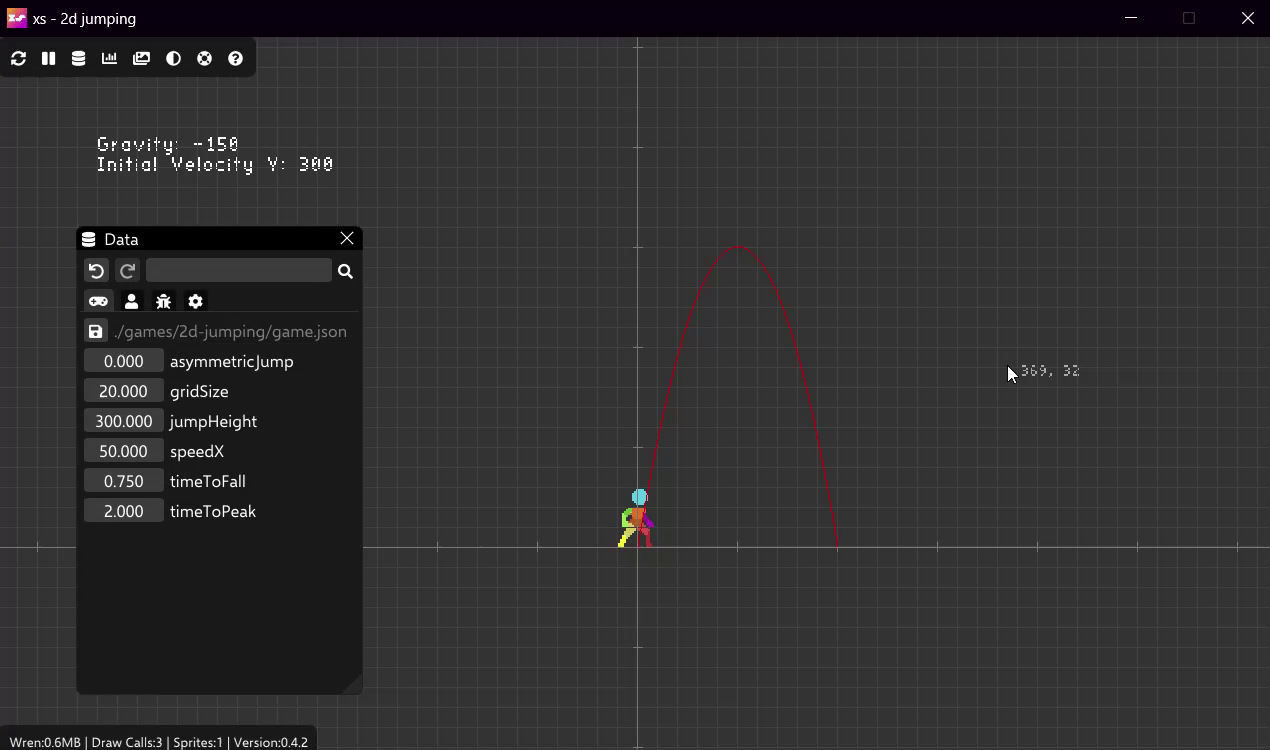 xs - 2d jumping
Gravity: -150
Initial Velocity Y: 300
Data
./games/2d-jumping/game.json
0.000 asymmetricJump
20.000 gridSize
300.000 jumpHeight
50.000 speedX
0.750 timeToFall
2.000 timeToPeak
369, 32
Wren:0.6MB | Draw Calls:3 | Sprites:1 | Version:0.4.2